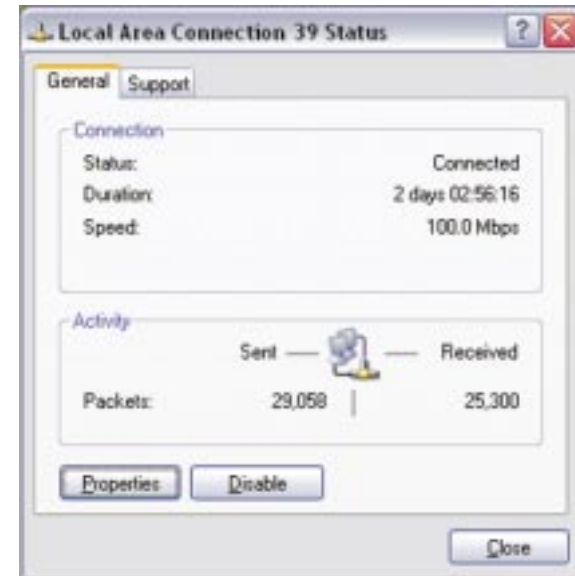 Local Area Connection 39 Status
General Support
Connection
Status: Connected
Duration: 2 days 02:56:16
Speed: 100.0 Mbps
Activity
Sent Received
Packets: 29,058 25,300
Properties Disable
Close